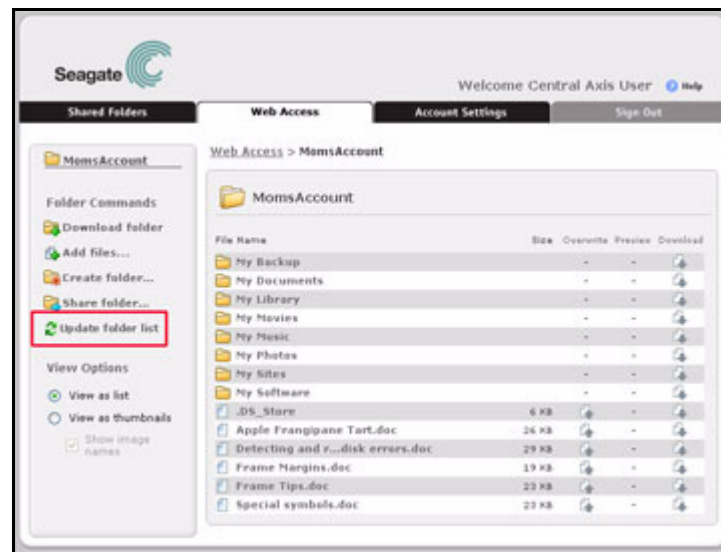 Seagate
Welcome Central Axis User Help
Shared Folders Web Access Account Settings Sign Out
MomsAccount
Folder Commands
Download folder
Add files...
Create folder...
Share folder...
Update folder list
View Options
View as list
View as thumbnails
Show image
names
Web Access > MomsAccount
MomsAccount
File Name Size Overwrite Preview Download
My Backup - -
My Documents - -
My Library - -
My Movies - -
My Music - -
My Photos - -
My Sites - -
My Software - -
.DS_Store 6 KB -
Apple Frangipane Tart.doc 26 KB -
Detecting and r...disk errors.doc 29 KB -
Frame Margins.doc 19 KB -
Frame Tips.doc 23 KB -
Special symbols.doc 23 KB -